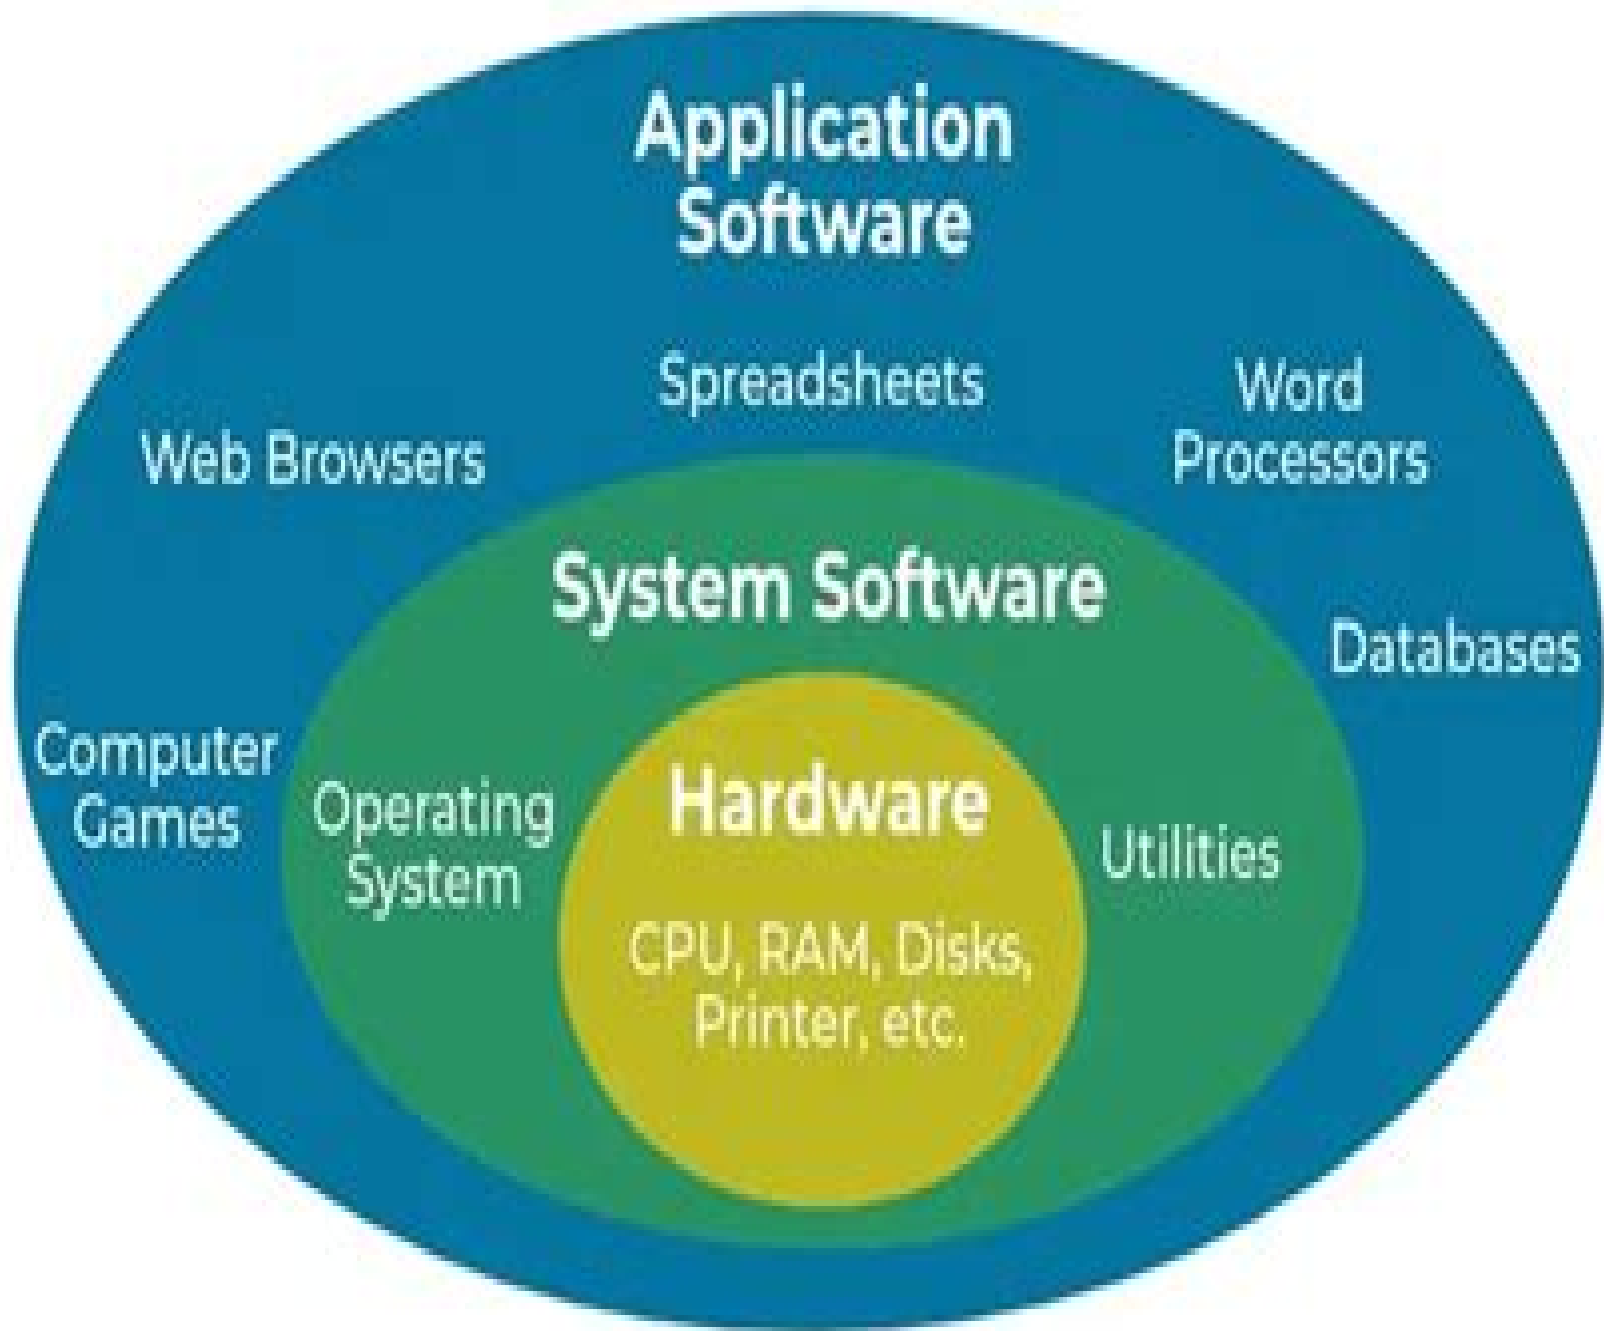 Application
Software
Spreadsheets
Word
Processors
Web Browsers
System Software
Databases
Computer
Games
Operating
System
Hardware
Utilities
CPU, RAM, Disks,
Printer, etc.